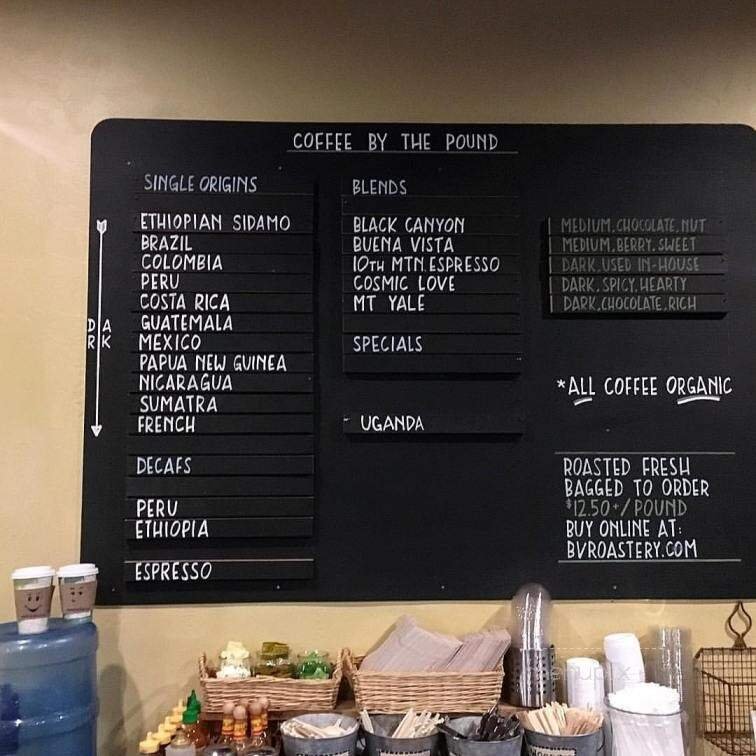 COFFEE BY THE POUND
SINGLE ORIGINS
ETHIOPIAN SIDAMO
BRAZIL
COLOMBIA
PERU
COSTA RICA
GUATEMALA
MEXICO
PAPUA NEW GUINEA
NICARAGUA
SUMATRA
FRENCH
DARK
DECAFS
PERU
ETHIOPIA
ESPRESSO
BLENDS
BLACK CANYON
BUENA VISTA
10TH MTN.ESPRESSO
COSMIC LOVE
MT YALE
SPECIALS
- UGANDA
MEDIUM.CHOCOLATE.NUT
MEDIUM.BERRY.SWEET
DARK.USED IN-HOUSE
DARK.SPICY.HEARTY
DARK.CHOCOLATE.RICH
*ALL COFFEE ORGANIC
ROASTED FRESH
BAGGED TO ORDER
$12.50+/POUND
BUY ONLINE AT:
BVROASTERY.COM